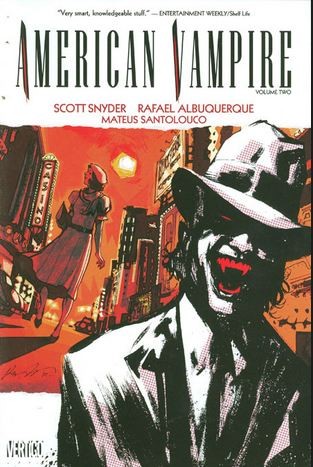 "Very smart, knowledgeable stuff." — ENTERTAINMENT WEEKLY/Shelf Life
AMERICAN VAMPIRE
VOLUME TWO
SCOTT SNYDER RAFAEL ALBUQUERQUE
MATEUS SANTOLOUCO
CASINO
VERTIGO